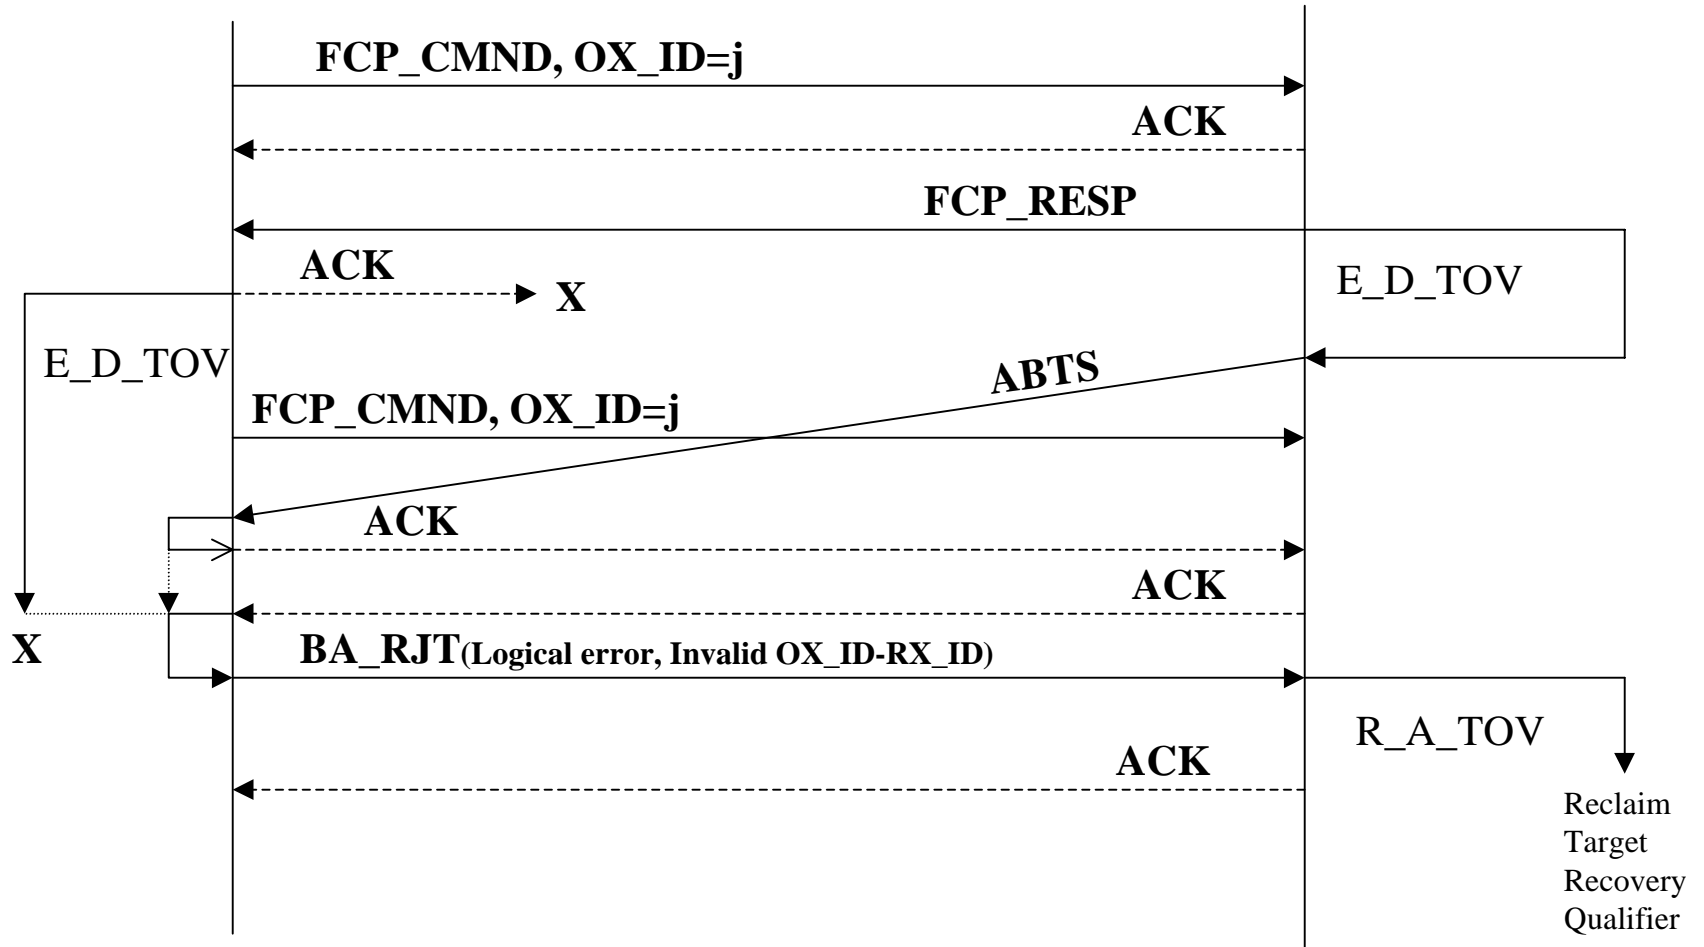 FCP_CMND, OX_ID=j
ACK
FCP_RESP
ACK
X
E_D_TOV
E_D_TOV
ABTS
FCP_CMND, OX_ID=j
ACK
ACK
X
BA_RJT(Logical error, Invalid OX_ID-RX_ID)
R_A_TOV
ACK
Reclaim
Target
Recovery
Qualifier